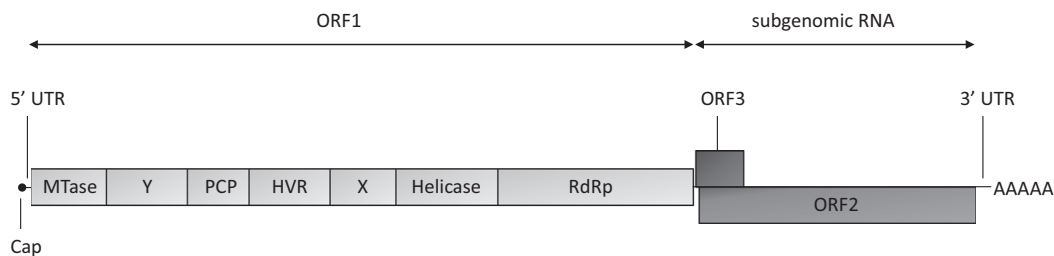 ORF1 subgenomic RNA
5’ UTR ORF3 3’ UTR
MTase Y PCP HVR X Helicase RdRp AAAAA
ORF2
Cap